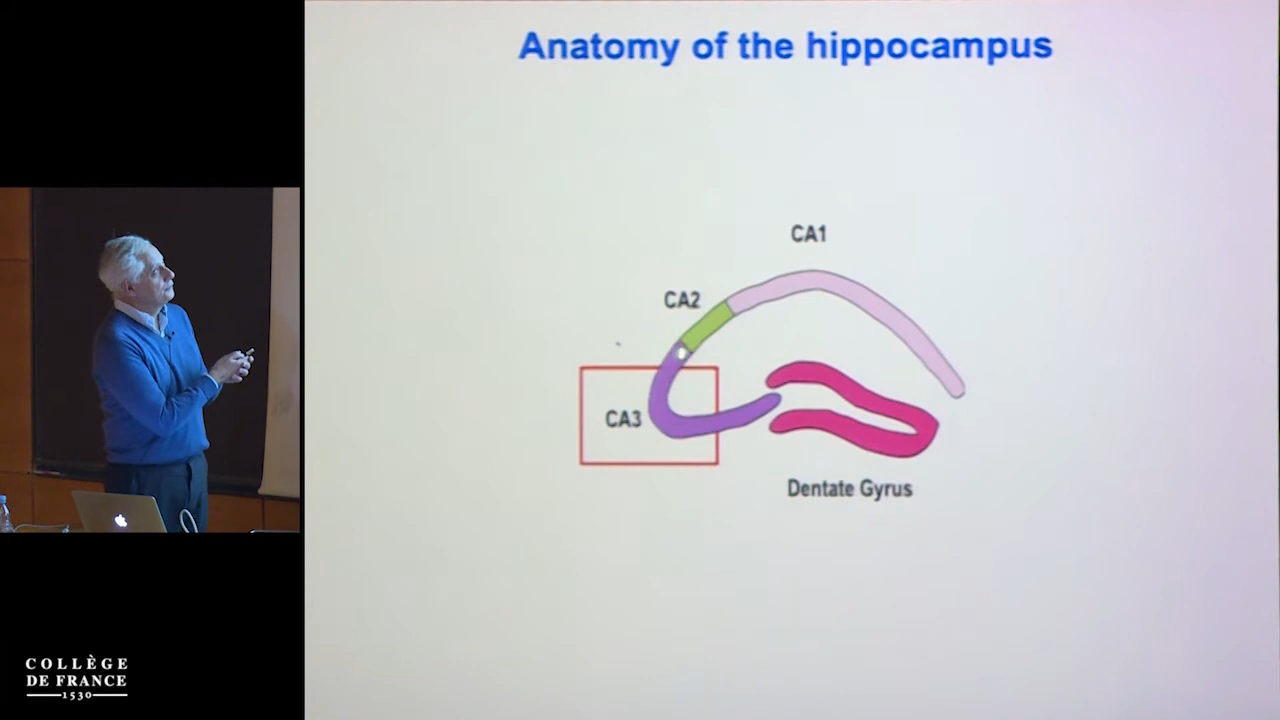 Anatomy of the hippocampus
CA1
CA2
CA3
Dentate Gyrus
COLLÈGE
DE FRANCE
1530